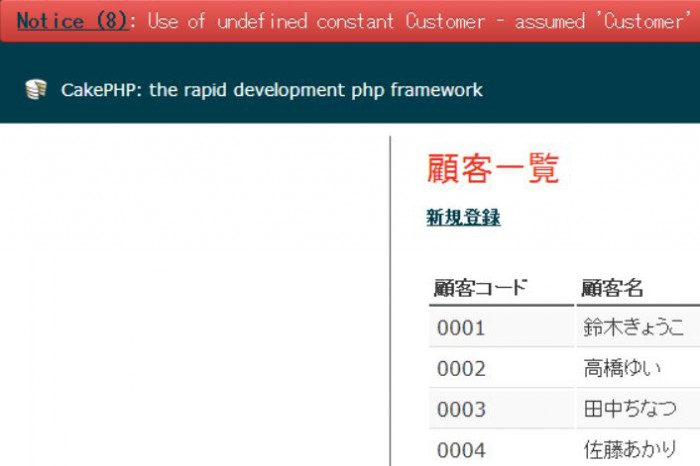 Notice (8): Use of undefined constant Customer - assumed 'Customer'
CakePHP: the rapid development php framework
顧客一覧
新規登録
顧客コード 顧客名
0001 鈴木きょうこ
0002 高橋ゆい
0003 田中ちなつ
0004 佐藤あかり